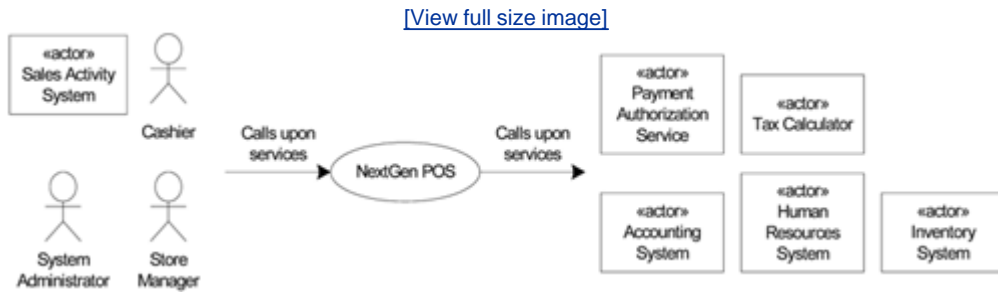 [View full size image]
«actor»
Sales Activity
System
Cashier
System
Administrator
Store
Manager
Calls upon
services
NextGen POS
Calls upon
services
«actor»
Payment
Authorization
Service
«actor»
Tax Calculator
«actor»
Accounting
System
«actor»
Human
Resources
System
«actor»
Inventory
System